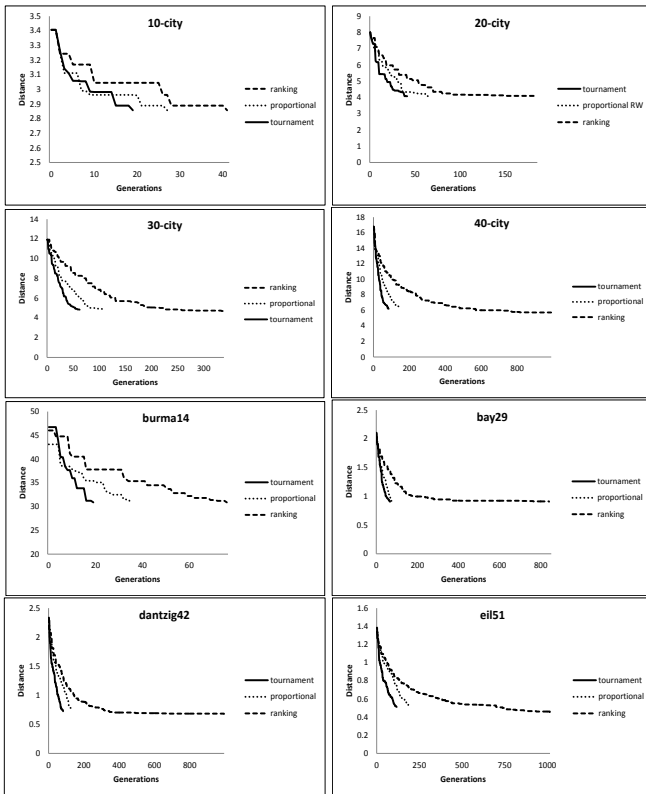 10-city
3.5
3.4
3.3
3.2
3.1
3
2.9
2.8
2.7
2.6
2.5
Distance
0 10 20 30 40
Generations
ranking
proportional
tournament
20-city
9
8
7
6
5
4
3
2
1
0
Distance
0 50 100 150
Generations
tournament
proportional RW
ranking
30-city
14
12
10
8
6
4
2
0
Distance
0 50 100 150 200 250 300
Generations
ranking
proportional
tournament
40-city
18
16
14
12
10
8
6
4
2
0
Distance
0 200 400 600 800
Generations
tournament
proportional
ranking
burma14
50
45
40
35
30
25
20
Distance
0 20 40 60
Generations
tournament
proportional
ranking
bay29
2.5
2
1.5
1
0.5
0
Distance
0 200 400 600 800
Generations
tournament
proportional
ranking
dantzig42
2.5
2
1.5
1
0.5
0
Distance
0 200 400 600 800
Generations
tournament
proportional
ranking
eil51
1.6
1.4
1.2
1
0.8
0.6
0.4
0.2
0
Distance
0 250 500 750 1000
Generations
tournament
proportional
ranking